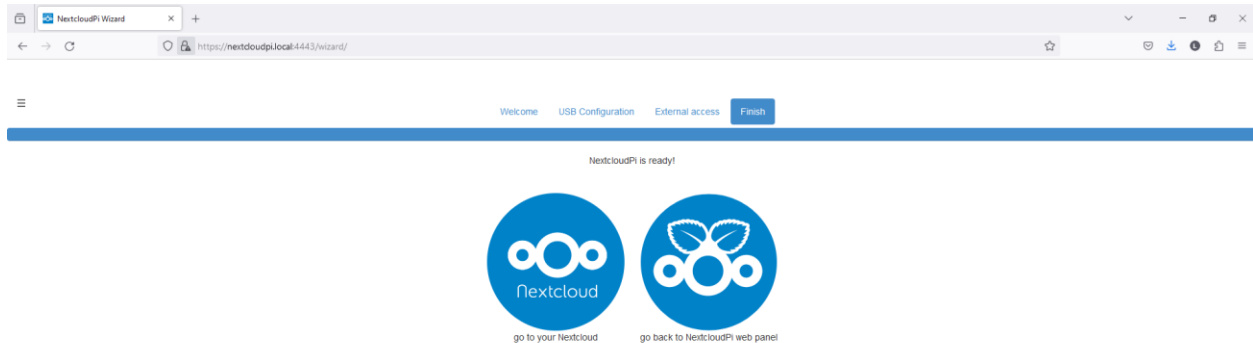 NextcloudPi Wizard
https://nextcloudpi.local:4443/wizard/
Welcome USB Configuration External access Finish
NextcloudPi is ready!
Nextcloud
go to your Nextcloud go back to NextcloudPi web panel